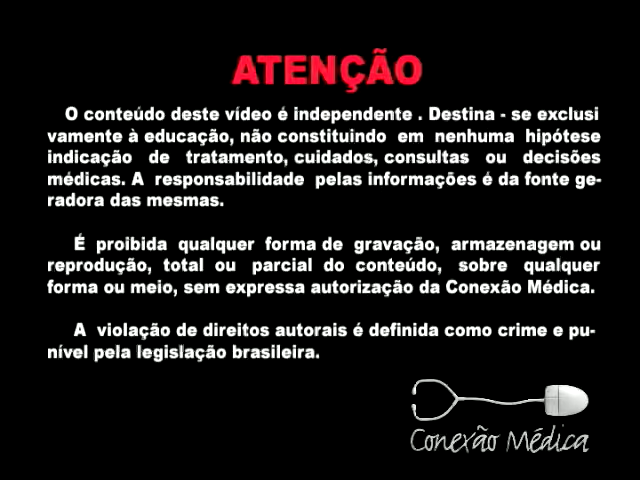 ATENÇÃO
O conteúdo deste vídeo é independente . Destina - se exclusi
vamente à educação, não constituindo em nenhuma hipótese
indicação de tratamento, cuidados, consultas ou decisões
médicas. A responsabilidade pelas informações é da fonte ge-
radora das mesmas.
É proibida qualquer forma de gravação, armazenagem ou
reprodução, total ou parcial do conteúdo, sobre qualquer
forma ou meio, sem expressa autorização da Conexão Médica.
A violação de direitos autorais é definida como crime e pu-
nível pela legislação brasileira.
Conexão Médica